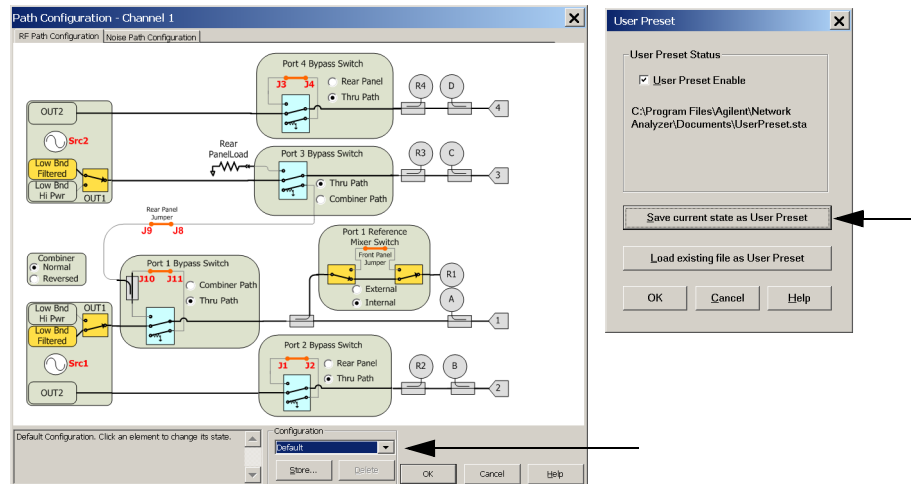 Path Configuration - Channel 1
RF Path Configuration
Noise Path Configuration
Port 4 Bypass Switch
J3 J4
Rear Panel
Thru Path
R4
D
4
OUT2
Src2
Low Bnd
Filtered
Low Bnd
Hi Pwr
OUT1
Rear
PanelLoad
Port 3 Bypass Switch
Thru Path
Combiner Path
R3
C
3
Rear Panel
Jumper
J9 J8
Port 1 Reference
Mixer Switch
Front Panel
Jumper
External
Internal
R1
A
1
Combiner
Normal
Reversed
Port 1 Bypass Switch
J10 J11
Combiner Path
Thru Path
Low Bnd
Hi Pwr
OUT1
Low Bnd
Filtered
Src1
OUT2
Port 2 Bypass Switch
J1 J2
Rear Panel
Thru Path
R2
B
2
Default Configuration. Click an element to change its state.
Configuration
Default
Store...
Delete
OK
Cancel
Help
User Preset
User Preset Status
User Preset Enable
C:\Program Files\Agilent\Network
Analyzer\Documents\UserPreset.sta
Save current state as User Preset
Load existing file as User Preset
OK
Cancel
Help